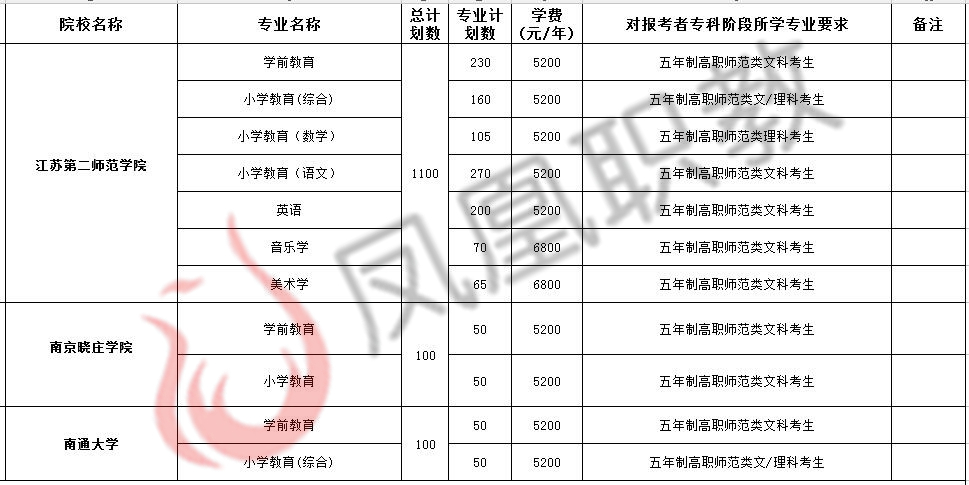 院校名称 专业名称 总计划数 专业计划数 学费(元/年) 对报考者专科阶段所学专业要求 备注
江苏第二师范学院 学前教育 1100 230 5200 五年制高职师范类文科考生
小学教育(综合) 160 5200 五年制高职师范类文/理科考生
小学教育（数学） 105 5200 五年制高职师范类理科考生
小学教育（语文） 270 5200 五年制高职师范类文科考生
英语 200 5200 五年制高职师范类文科考生
音乐学 70 6800 五年制高职师范类文科考生
美术学 65 6800 五年制高职师范类文科考生
南京晓庄学院 学前教育 100 50 5200 五年制高职师范类文科考生
小学教育 50 5200 五年制高职师范类文科考生
南通大学 学前教育 100 50 5200 五年制高职师范类文科考生
小学教育(综合) 50 5200 五年制高职师范类文/理科考生
凤凰职教